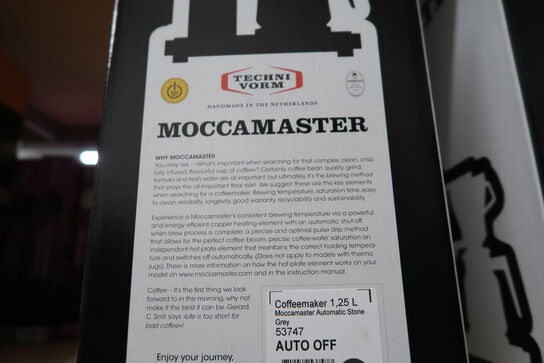 TECHNI
VORM
HANDMADE IN THE NETHERLANDS
MOCCAMASTER
WHY MOCCAMASTER
You may ask – «What's important when searching for that complex, clean, crisp,
fully infused, flavourful cup of coffee»? Certainly coffee bean quality, grind,
formula and fresh water are all important, but ultimately, it's the brewing method
that plays the all-important final role! We suggest these are the key elements
when searching for a coffeemaker: Brewing temperature, saturation time, easy
to clean, reliability, longevity, good warranty, recyclability and sustainability.
Experience a Moccamaster's consistent brewing temperature via a powerful
and energy efficient copper heating element with an automatic shut-off
when brew process is complete, a precise and optimal pulse drip method
that allows for the perfect coffee bloom, precise coffee-water saturation an
independent hot-plate element that maintains the correct holding tempera-
ture and switches off automatically. (Does not apply to models with thermo
jugs). There is more information on how the hot-plate element works on your
model on www.moccamaster.com and in the instruction manual.
Coffee – It's the first thing we look
forward to in the morning, why not
make it the best it can be. Gerard
C. Smit says «Life is too short for
bad coffee»!
Enjoy your journey,
Coffeemaker 1,25 L
Moccamaster Automatic Stone
Grey
53747
AUTO OFF